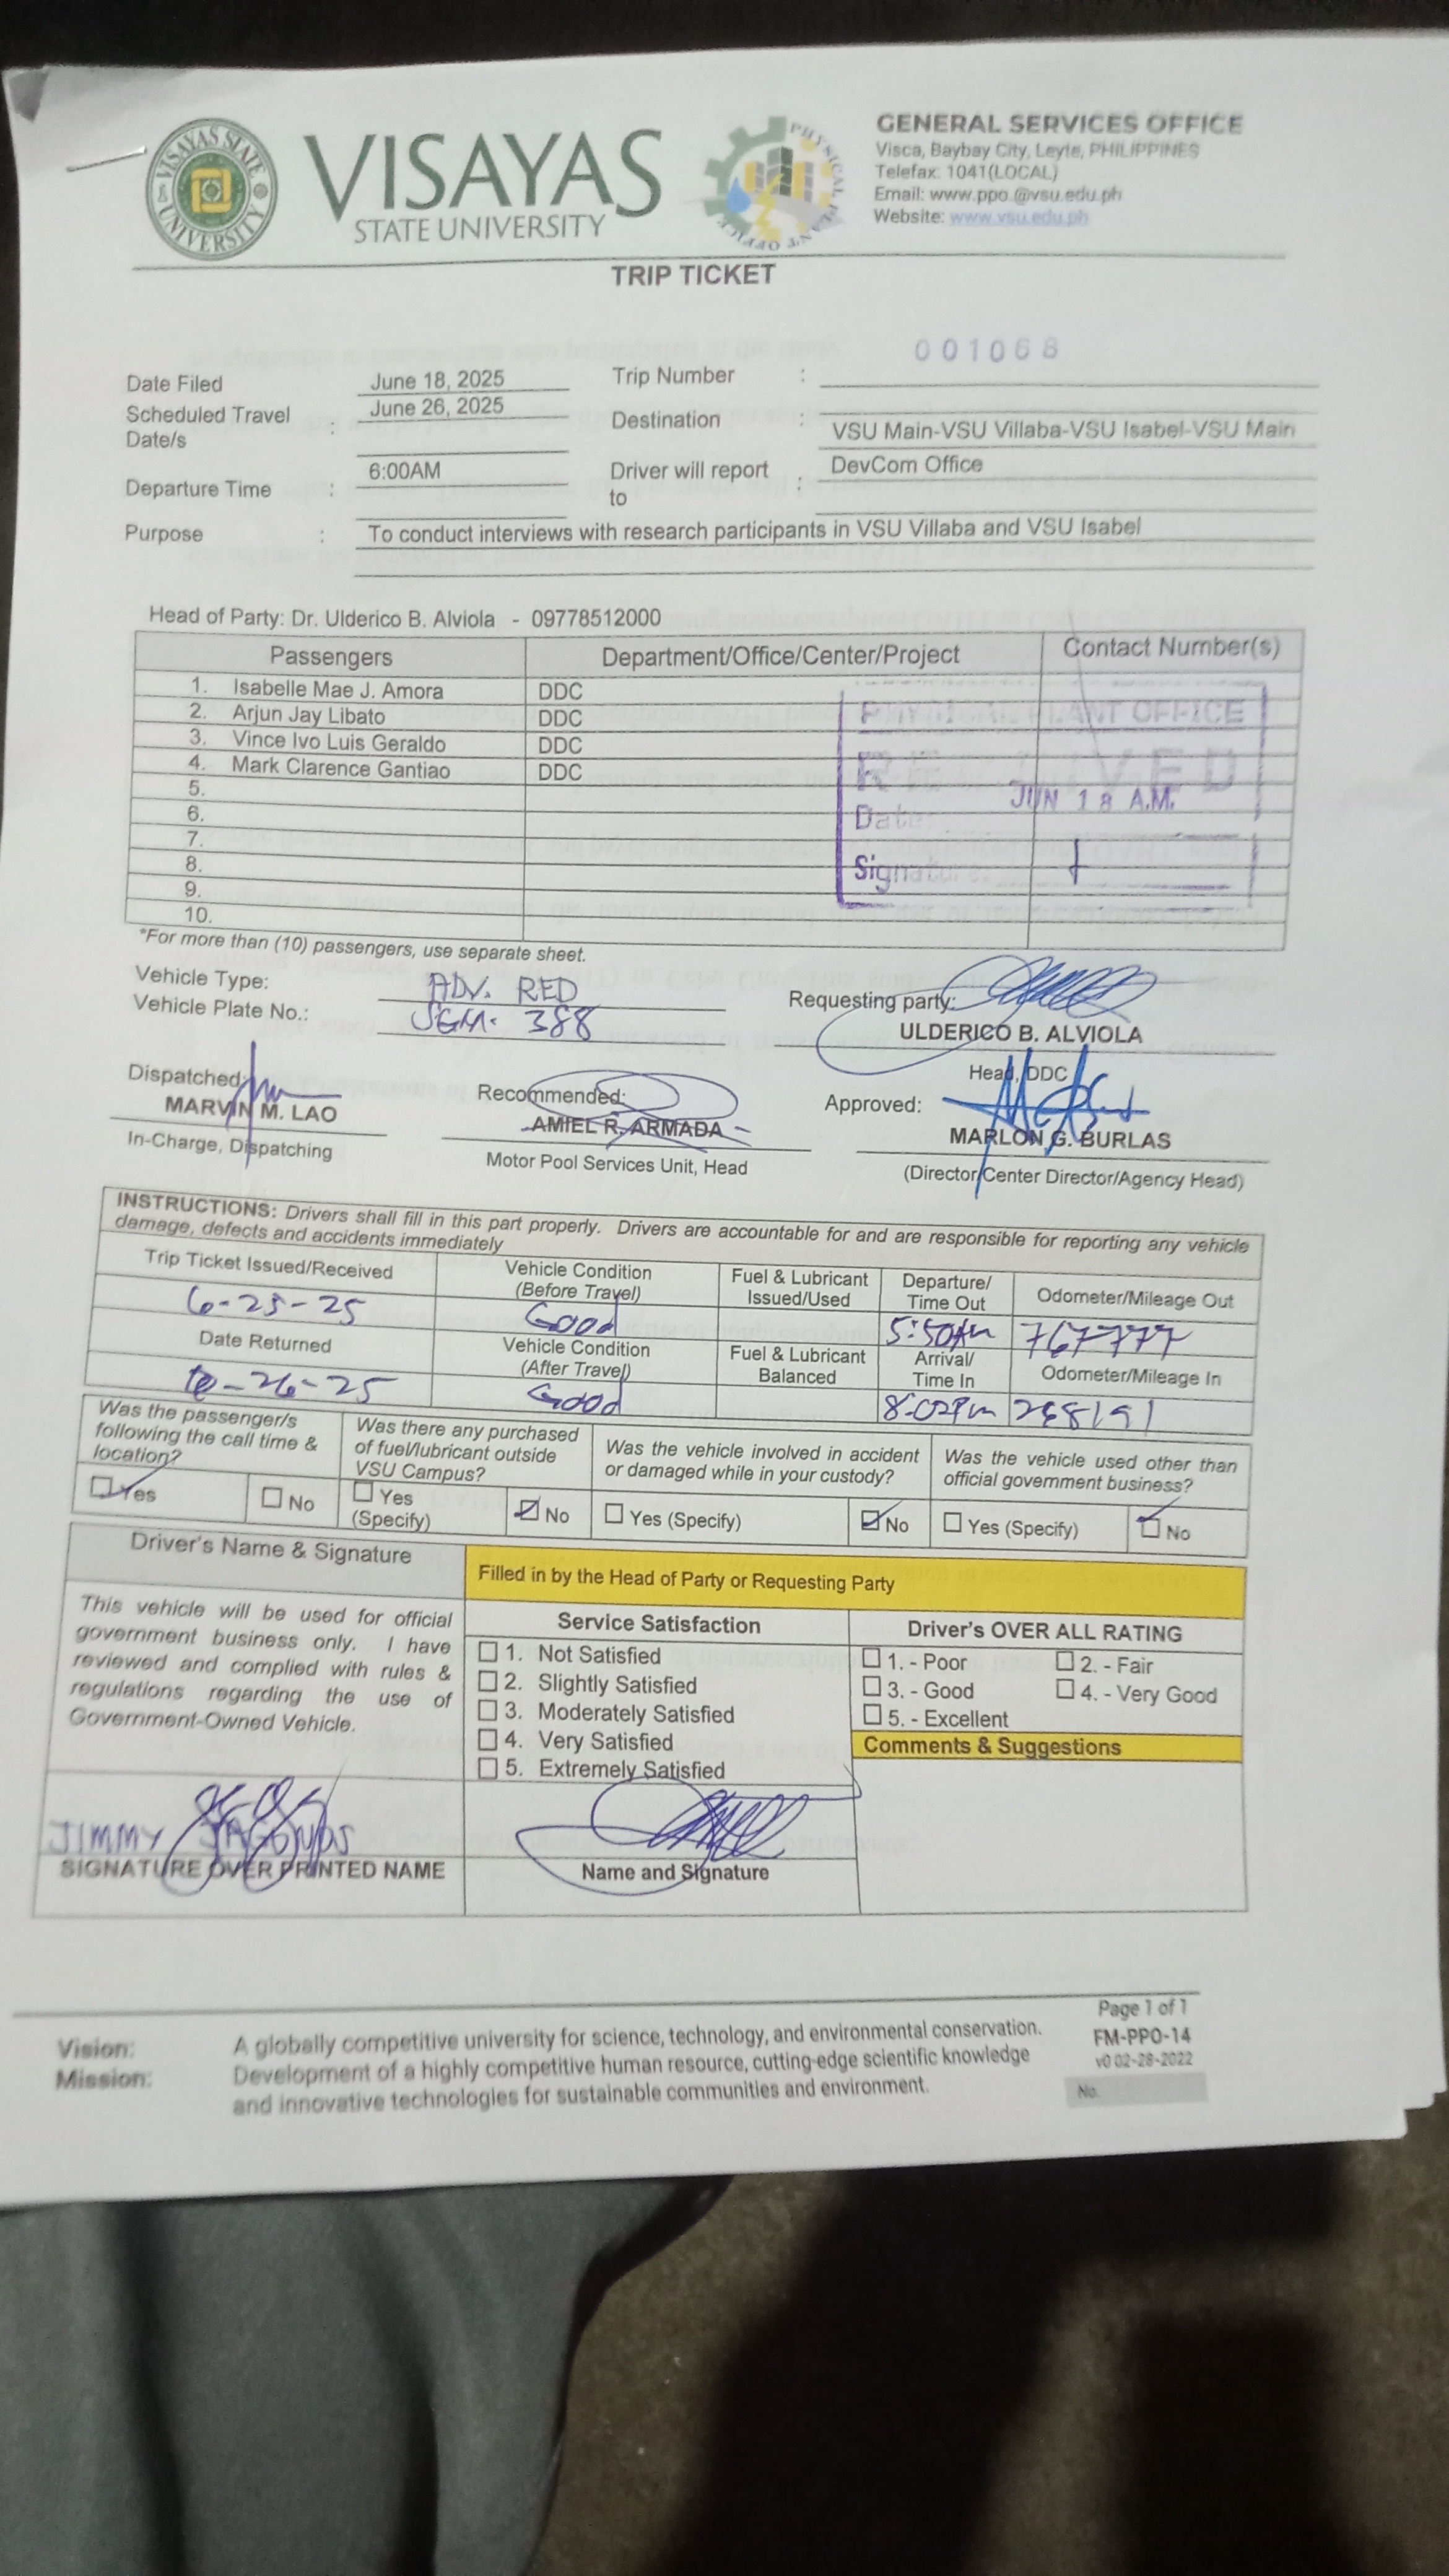 VISAYAS STATE UNIVERSITY
VISAYAS
STATE UNIVERSITY
PHYSICAL PLANT OFFICE
GENERAL SERVICES OFFICE
Visca, Baybay City, Leyte, PHILIPPINES
Telefax: 1041(LOCAL)
Email: www.ppo.@vsu.edu.ph
Website: www.vsu.edu.ph
TRIP TICKET
001068
Date Filed June 18, 2025 Trip Number :
Scheduled Travel Date/s : June 26, 2025 Destination : VSU Main-VSU Villaba-VSU Isabel-VSU Main
Departure Time : 6:00AM Driver will report to : DevCom Office
Purpose : To conduct interviews with research participants in VSU Villaba and VSU Isabel
Head of Party: Dr. Ulderico B. Alviola - 09778512000
Passengers Department/Office/Center/Project Contact Number(s)
1. Isabelle Mae J. Amora DDC
2. Arjun Jay Libato DDC
3. Vince Ivo Luis Geraldo DDC
4. Mark Clarence Gantiao DDC
5.
6.
7.
8.
9.
10.
PHYSICAL PLANT OFFICE
RECEIVED
Date: JUN 18 A.M.
Signature:
*For more than (10) passengers, use separate sheet.
Vehicle Type: ADV. RED
Vehicle Plate No.: 388
Requesting party:
ULDERICO B. ALVIOLA
Head, DDC
Dispatched:
MARVIN M. LAO
In-Charge, Dispatching
Recommended:
AMIEL R. ARMADA
Motor Pool Services Unit, Head
Approved:
MARLON G. BURLAS
(Director/Center Director/Agency Head)
INSTRUCTIONS: Drivers shall fill in this part properly. Drivers are accountable for and are responsible for reporting any vehicle
damage, defects and accidents immediately
Trip Ticket Issued/Received Vehicle Condition (Before Travel) Fuel & Lubricant Issued/Used Departure/ Time Out Odometer/Mileage Out
6-25-25 Good 5:50Am
Date Returned Vehicle Condition (After Travel) Fuel & Lubricant Balanced Arrival/ Time In Odometer/Mileage In
-26-25 Good
Was the passenger/s following the call time & location?
Yes No
Was there any purchased of fuel/lubricant outside VSU Campus?
Yes (Specify) No
Was the vehicle involved in accident or damaged while in your custody?
Yes (Specify) No
Was the vehicle used other than official government business?
Yes (Specify) No
Driver's Name & Signature
This vehicle will be used for official
government business only. I have
reviewed and complied with rules &
regulations regarding the use of
Government-Owned Vehicle.
JIMMY
SIGNATURE OVER PRINTED NAME
Filled in by the Head of Party or Requesting Party
Service Satisfaction
1. Not Satisfied
2. Slightly Satisfied
3. Moderately Satisfied
4. Very Satisfied
5. Extremely Satisfied
Name and Signature
Driver's OVER ALL RATING
1. - Poor 2. - Fair
3. - Good 4. - Very Good
5. - Excellent
Comments & Suggestions
Vision: A globally competitive university for science, technology, and environmental conservation.
Mission: Development of a highly competitive human resource, cutting-edge scientific knowledge
and innovative technologies for sustainable communities and environment.
Page 1 of 1
FM-PPO-14
v0 02-28-2022
No.